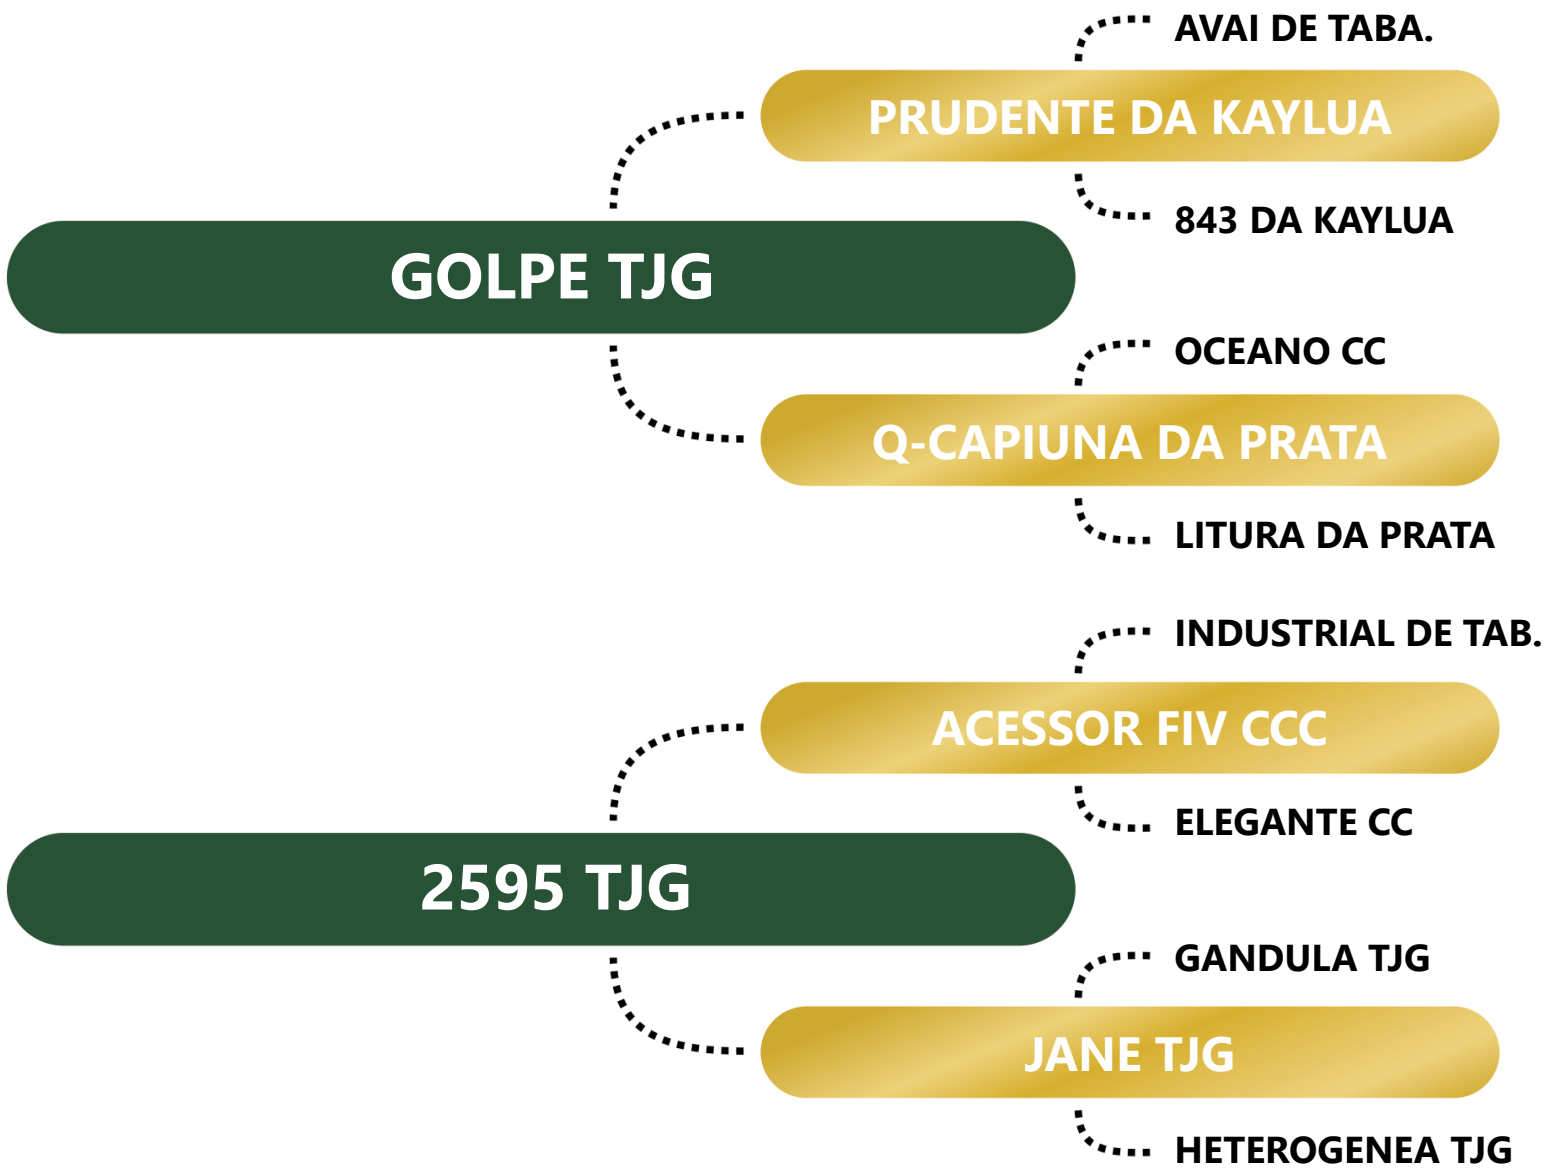 AVAI DE TABA.
PRUDENTE DA KAYLUA
843 DA KAYLUA
GOLPE TJG
OCEANO CC
Q-CAPIUNA DA PRATA
LITURA DA PRATA
INDUSTRIAL DE TAB.
ACESSOR FIV CCC
ELEGANTE CC
2595 TJG
GANDULA TJG
JANE TJG
HETEROGENEA TJG